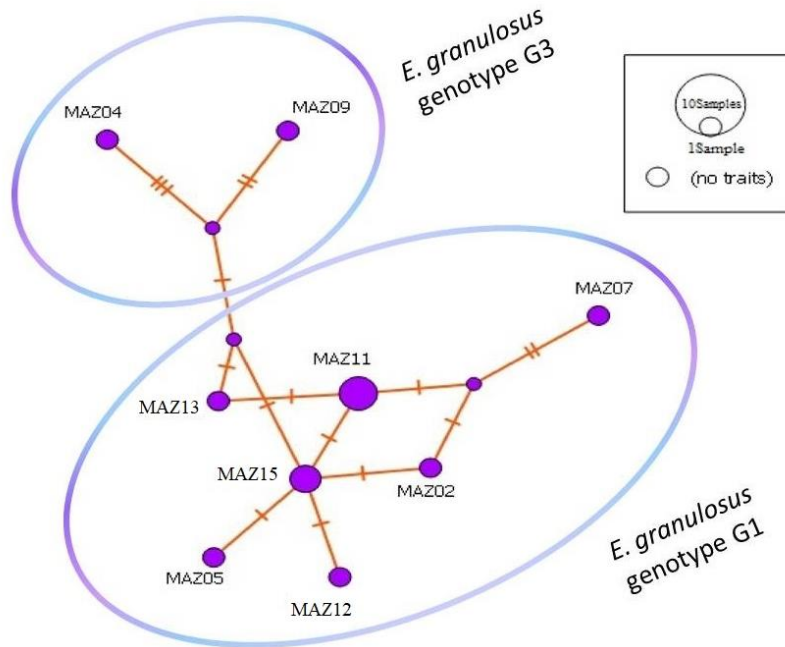 E. granulosus
genotype G3
MAZ04
MAZ09
10Samples
1Sample
(no traits)
MAZ07
MAZ11
MAZ13
MAZ15
MAZ02
MAZ05
MAZ12
E. granulosus
genotype G1